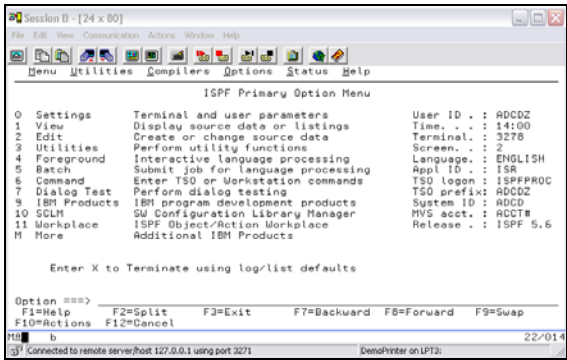 Session B - [24 x 80]
File Edit View Communication Actions Window Help
Menu Utilities Compilers Options Status Help
ISPF Primary Option Menu
0 Settings Terminal and user parameters User ID . : ADCDZ
1 View Display source data or listings Time. . . : 14:00
2 Edit Create or change source data Terminal. : 3278
3 Utilities Perform utility functions Screen. . : 2
4 Foreground Interactive language processing Language. : ENGLISH
5 Batch Submit job for language processing Appl ID . : ISR
6 Command Enter TSO or Workstation commands TSO logon : ISPFPROC
7 Dialog Test Perform dialog testing TSO prefix: ADCDZ
9 IBM Products IBM program development products System ID : ADCD
10 SCLM SW Configuration Library Manager MVS acct. : ACCT#
11 Workplace ISPF Object/Action Workplace Release . : ISPF 5.6
M More Additional IBM Products
Enter X to Terminate using log/list defaults
Option ===>
F1=Help F2=Split F3=Exit F7=Backward F8=Forward F9=Swap
F10=Actions F12=Cancel
MA b 22/014
Connected to remote server/host 127.0.0.1 using port 3271 DemoPrinter on LPT3: